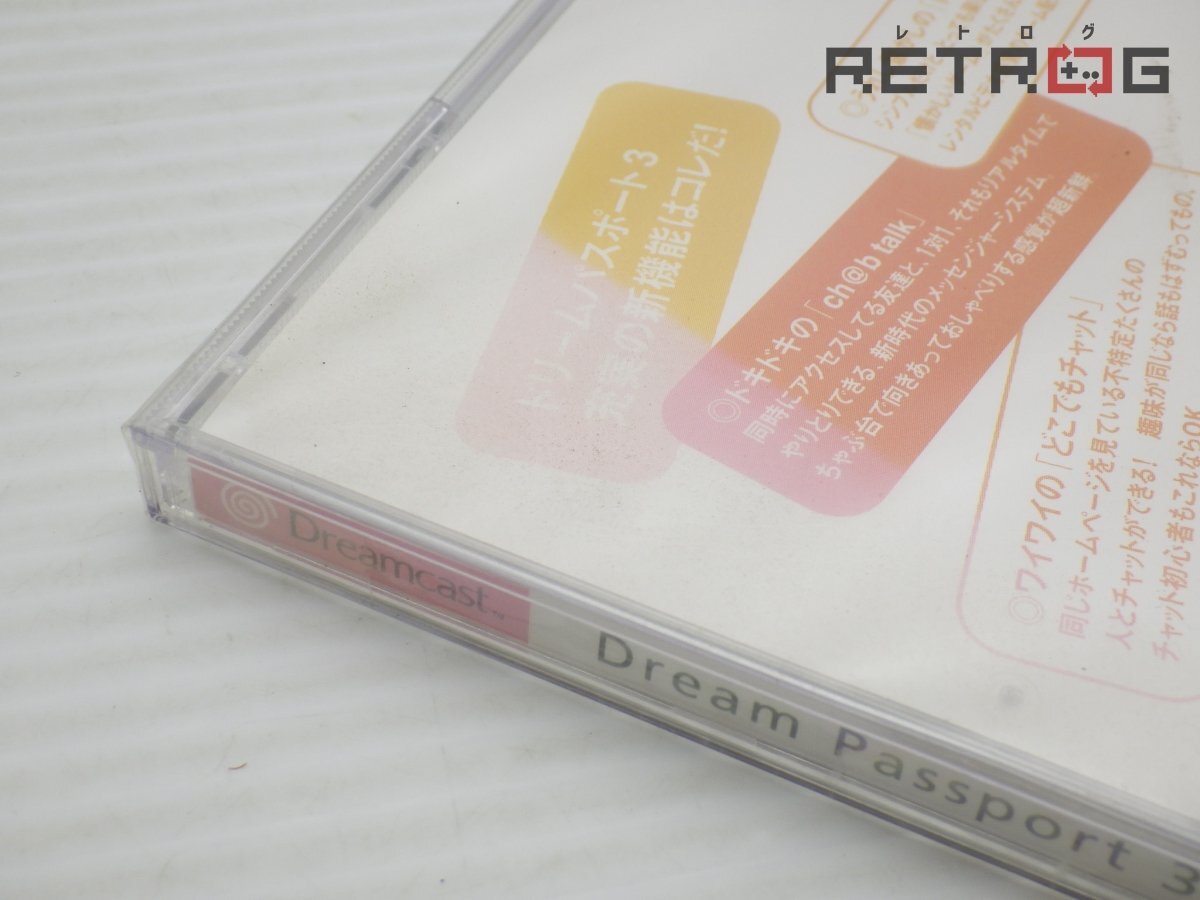 レトログ
RETROG
ドリームパスポート3
充実の新機能はコレだ!
◎ドキドキの「ch@b talk」
同時にアクセスしてる友達と、1対1、それもリアルタイムで
やりとりできる、新時代のメッセンジャーシステム
ちゃぶ台で向きあっておしゃべりする感覚が超新鮮。
◎ワイワイの「どこでもチャット」
同じホームページを見ている不特定たくさんの
人とチャットができる! 趣味が同じなら話もはずむってもの、
チャット初心者もこれならOK
Dreamcast
Dream Passport 3